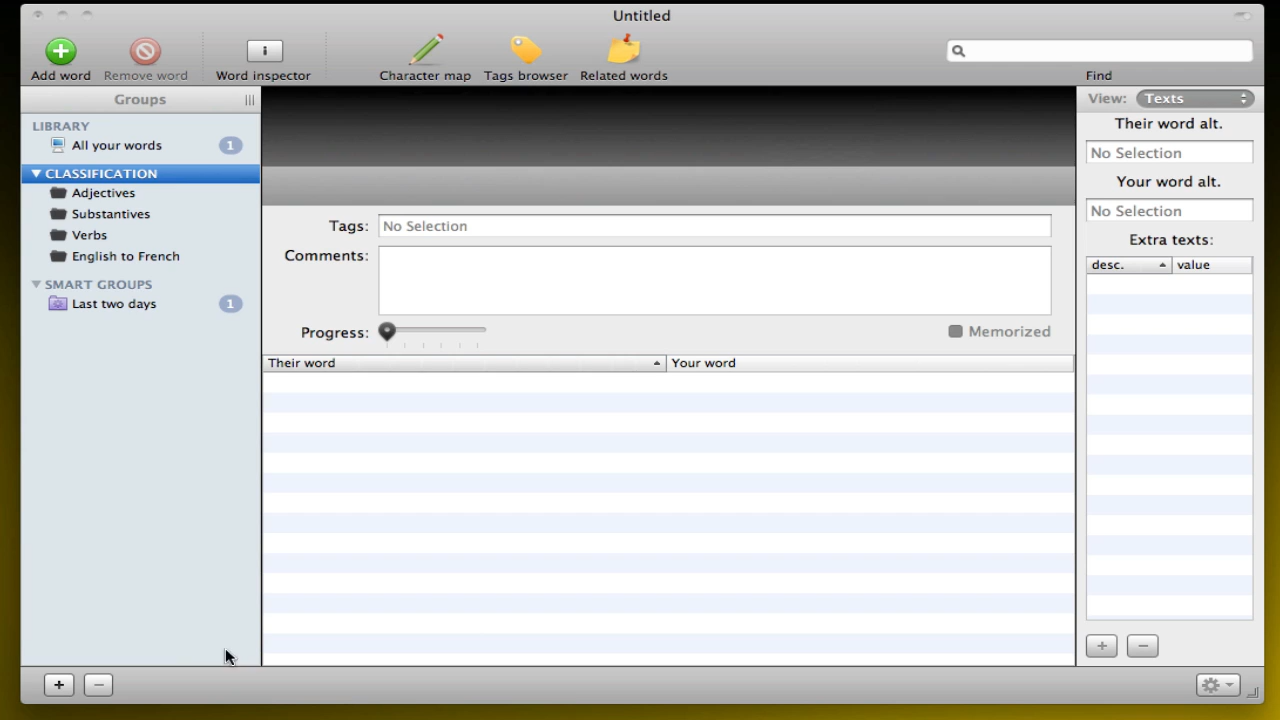 Untitled
Add word
Remove word
Word inspector
Character map
Tags browser
Related words
Find
Groups
View: Texts
LIBRARY
All your words 1
CLASSIFICATION
Adjectives
Substantives
Verbs
English to French
SMART GROUPS
Last two days 1
Tags: No Selection
Comments:
Progress:
Memorized
Their word
Your word
Their word alt.
No Selection
Your word alt.
No Selection
Extra texts:
desc.
value